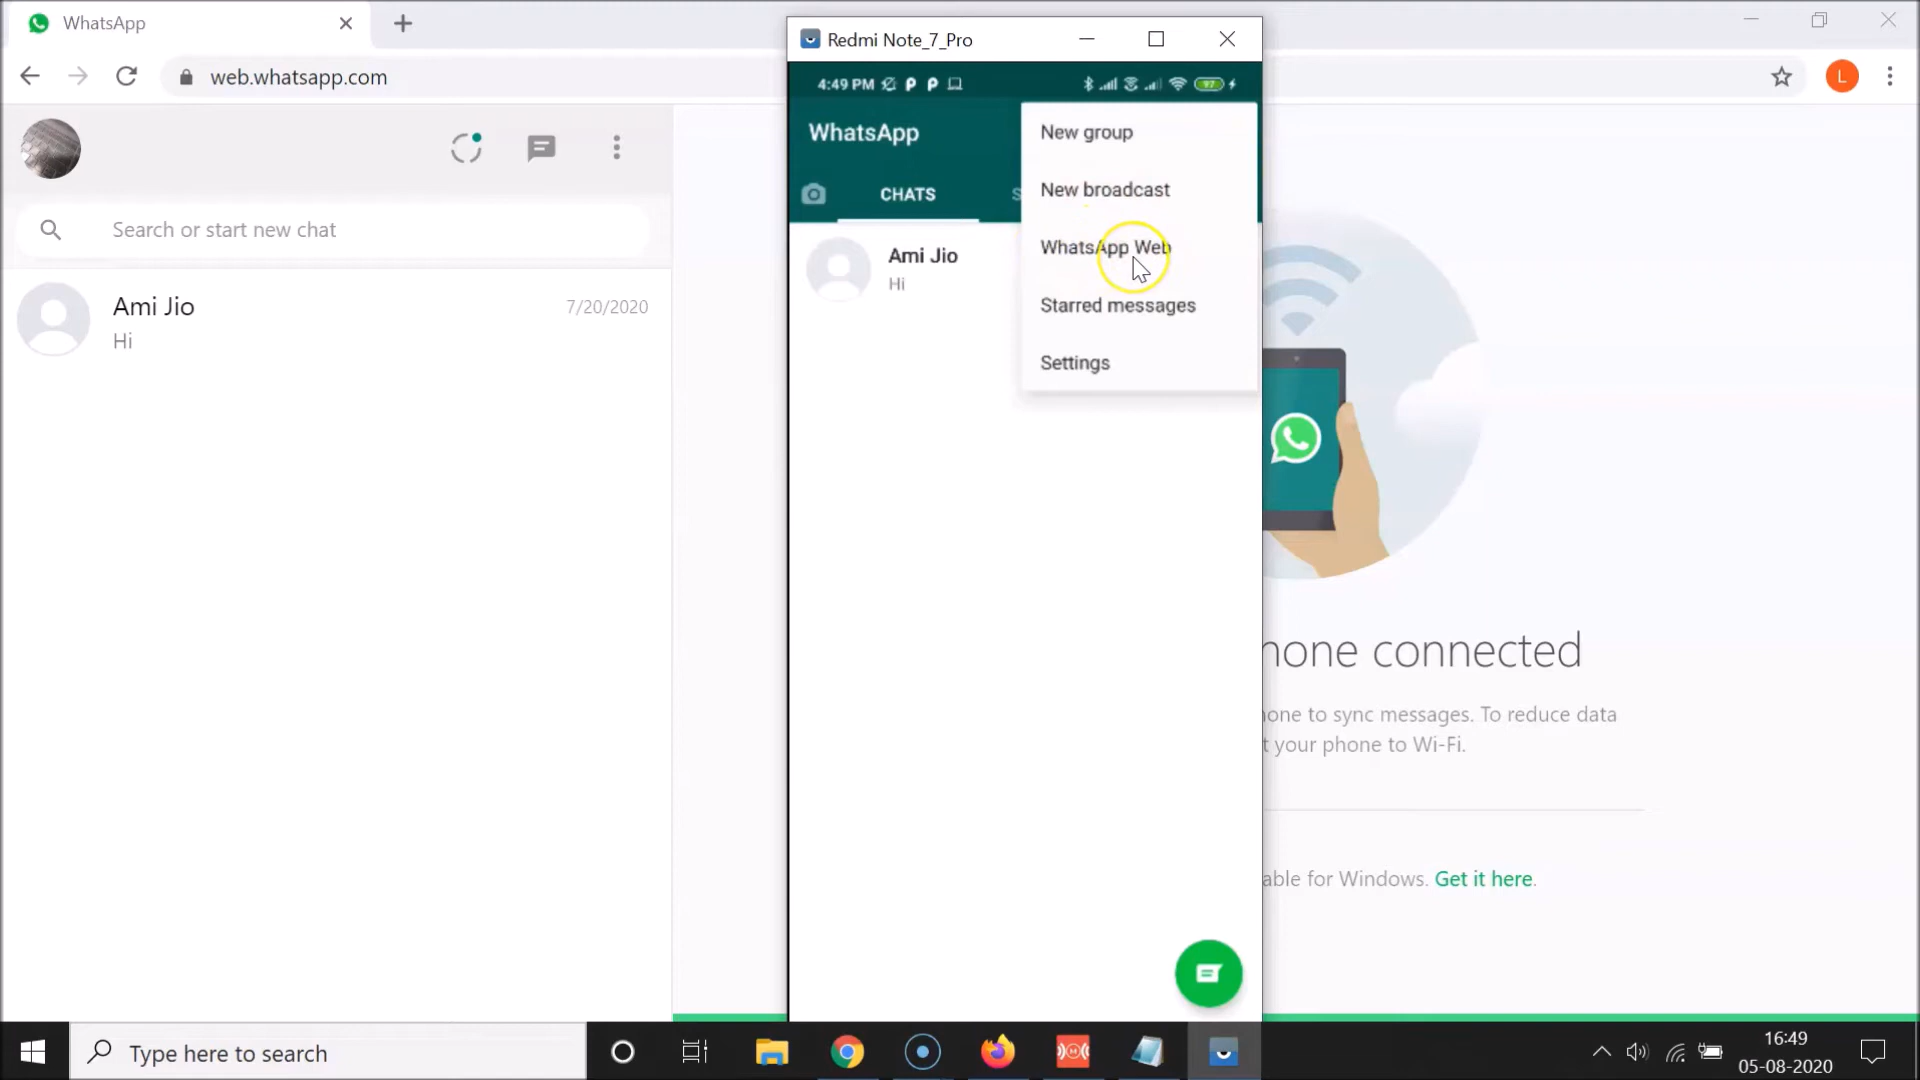 WhatsApp
web.whatsapp.com
L
Search or start new chat
Ami Jio
7/20/2020
Hi
Redmi Note_7_Pro
4:49 PM
97
WhatsApp
CHATS
New group
New broadcast
WhatsApp Web
Starred messages
Settings
Ami Jio
Hi
hone connected
hone to sync messages. To reduce data
t your phone to Wi-Fi.
able for Windows. Get it here.
Type here to search
16:49
05-08-2020